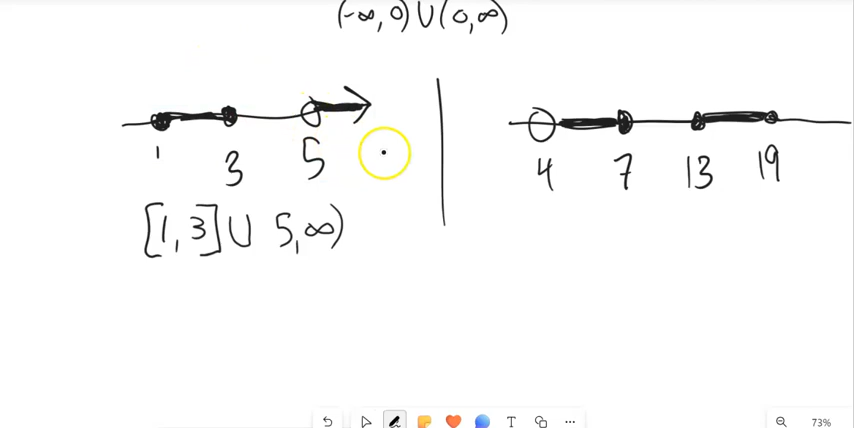 (-∞, 0) ∪ (0, ∞)
1 3 5
4 7 13 19
[1, 3] ∪ 5, ∞)
T ...
73%